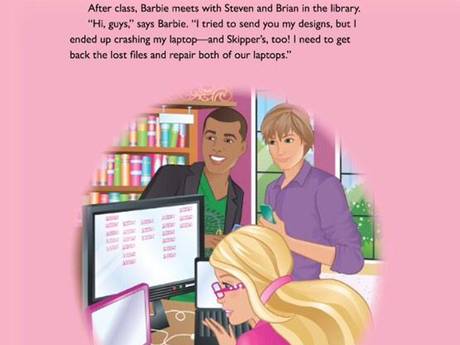 After class, Barbie meets with Steven and Brian in the library.
“Hi, guys,” says Barbie. “I tried to send you my designs, but I
ended up crashing my laptop—and Skipper’s, too! I need to get
back the lost files and repair both of our laptops.”